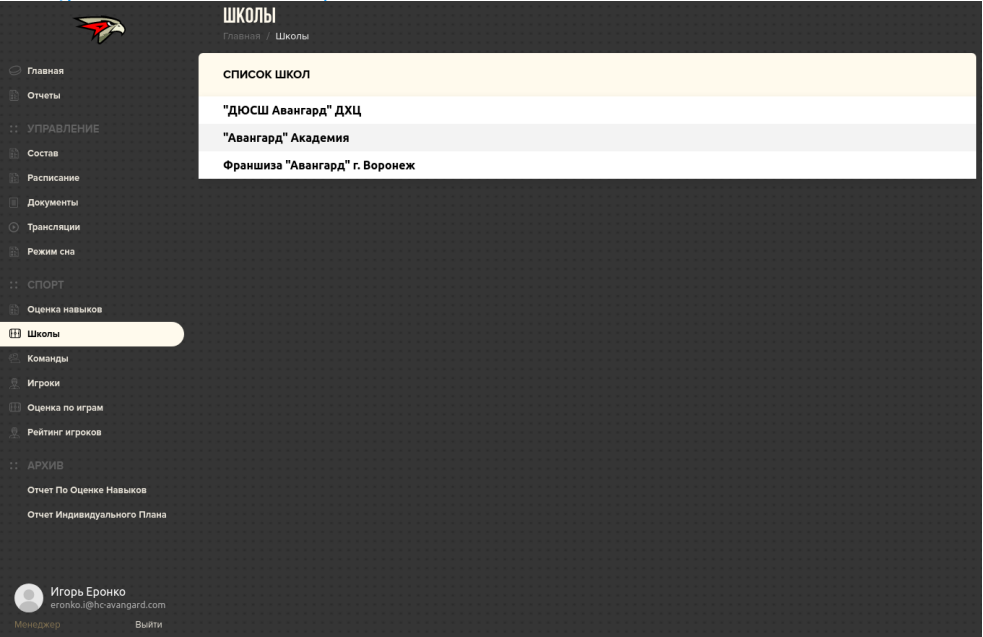 ШКОЛЫ
Главная / Школы
Главная
Отчеты
УПРАВЛЕНИЕ
Состав
Расписание
Документы
Трансляции
Режим сна
СПОРТ
Оценка навыков
Школы
Команды
Игроки
Оценка по играм
Рейтинг игроков
АРХИВ
Отчет По Оценке Навыков
Отчет Индивидуального Плана
Игорь Еронко
eronko.i@hc-avangard.com
Менеджер Выйти
СПИСОК ШКОЛ
"ДЮСШ Авангард" ДХЦ
"Авангард" Академия
Франшиза "Авангард" г. Воронеж